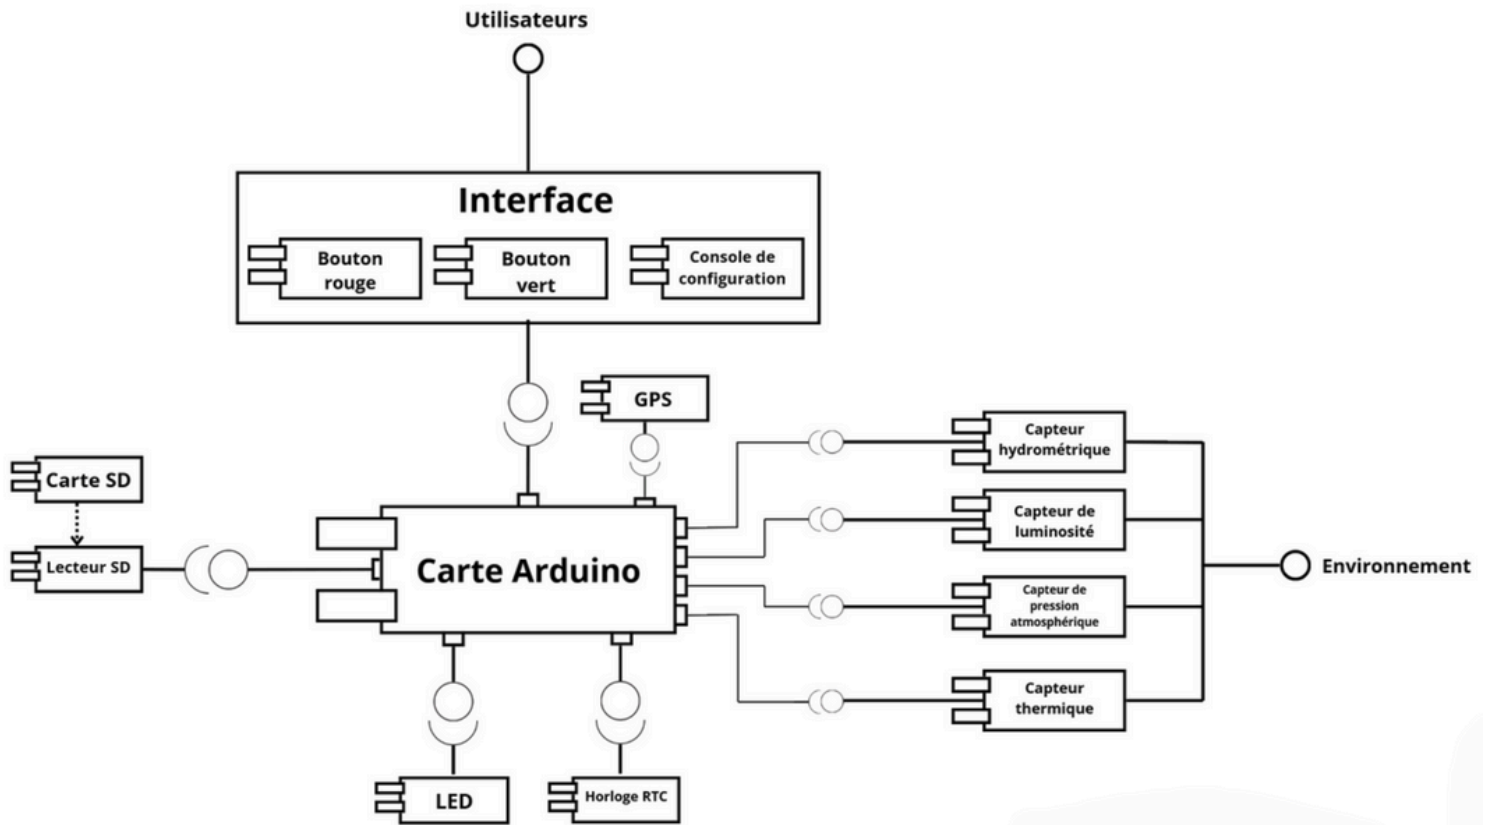 Utilisateurs
Interface
Bouton
rouge
Bouton
vert
Console de
configuration
GPS
Capteur
hydrométrique
Carte SD
Capteur de
luminosité
Lecteur SD
Carte Arduino
Environnement
Capteur de
pression
atmosphérique
Capteur
thermique
LED
Horloge RTC